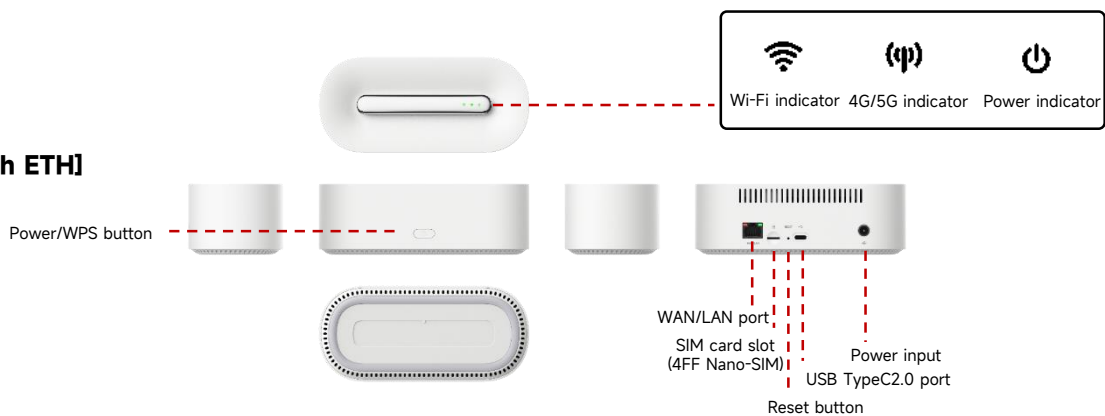 Wi-Fi indicator 4G/5G indicator Power indicator
h ETH]
Power/WPS button
WAN/LAN port
SIM card slot
(4FF Nano-SIM)
Power input
USB TypeC2.0 port
Reset button